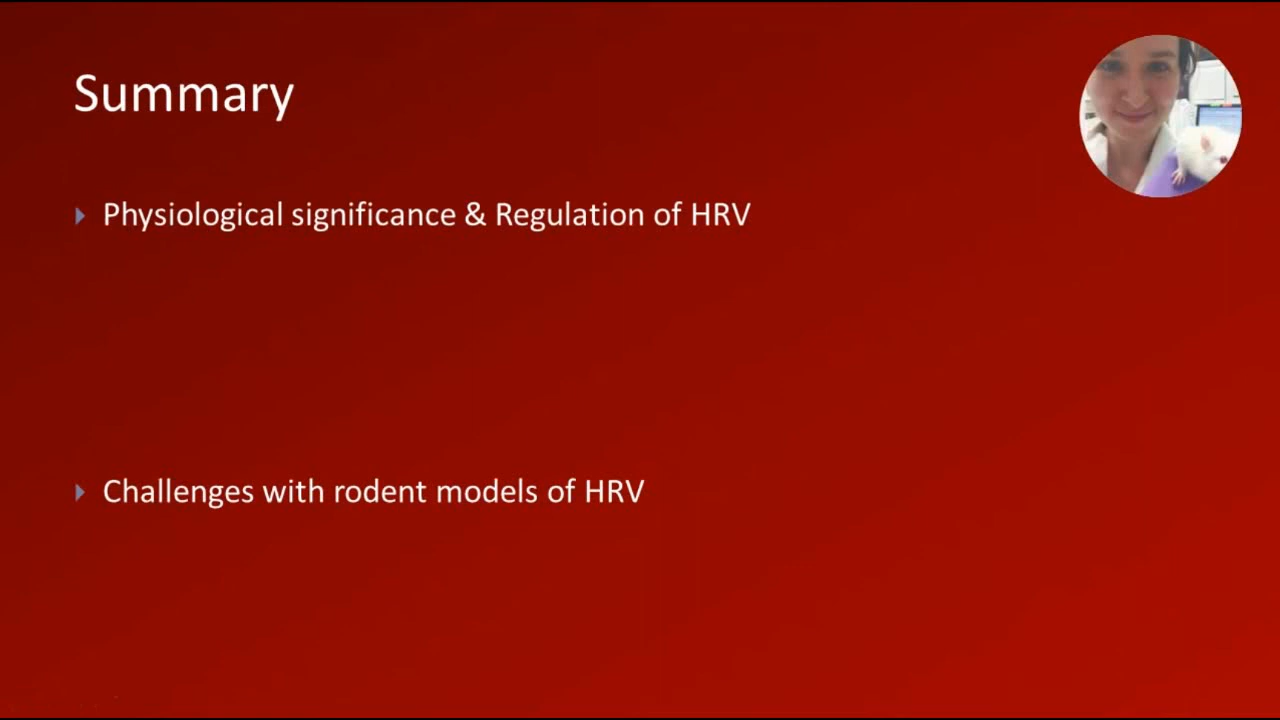 Summary
Physiological significance & Regulation of HRV
Challenges with rodent models of HRV